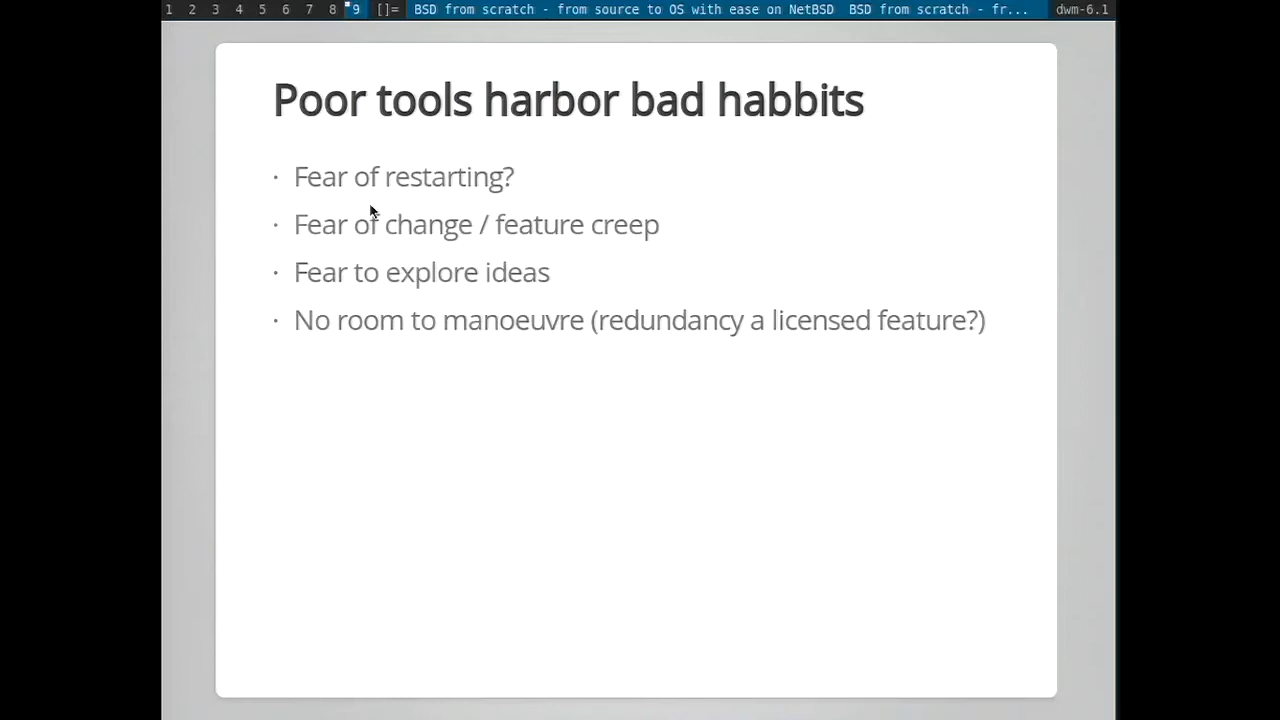 1 2 3 4 5 6 7 8 9 []= BSD from scratch - from source to OS with ease on NetBSD BSD from scratch - fr... dwm-6.1
Poor tools harbor bad habbits
· Fear of restarting?
· Fear of change / feature creep
· Fear to explore ideas
· No room to manoeuvre (redundancy a licensed feature?)